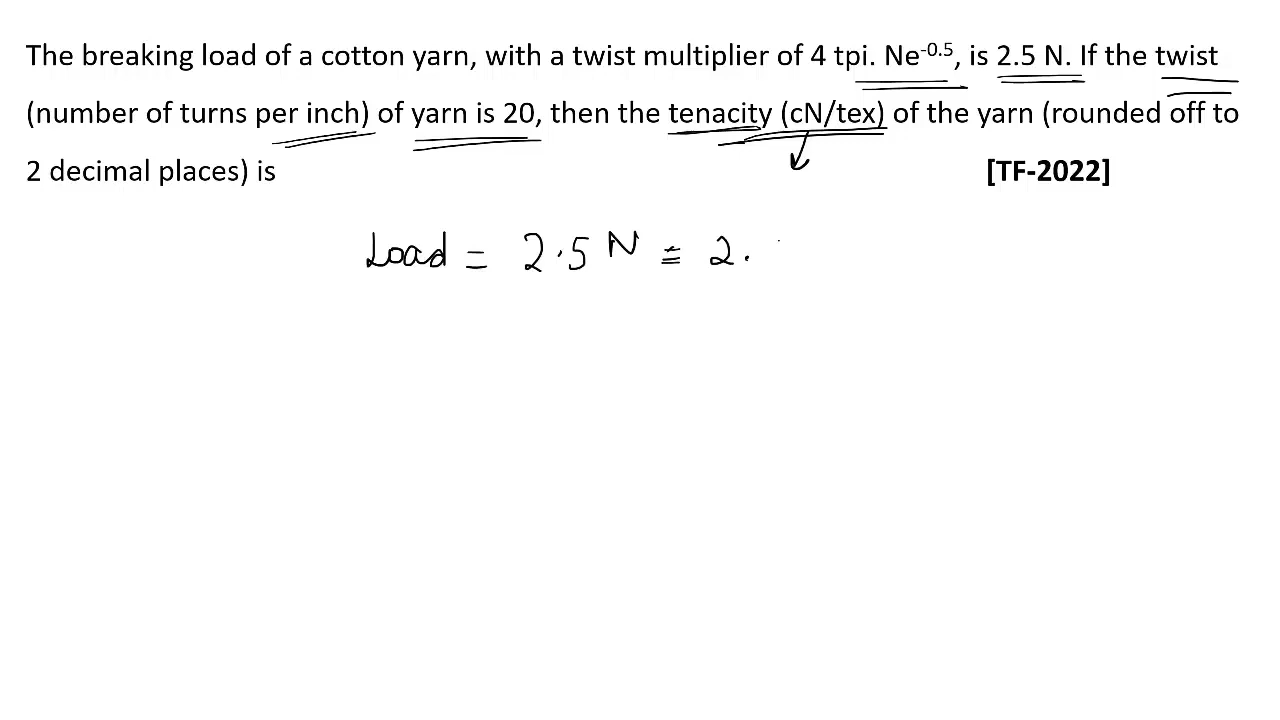 The breaking load of a cotton yarn, with a twist multiplier of 4 tpi. Ne-0.5, is 2.5 N. If the twist
(number of turns per inch) of yarn is 20, then the tenacity (cN/tex) of the yarn (rounded off to
2 decimal places) is [TF-2022]
Load = 2.5 N = 2.